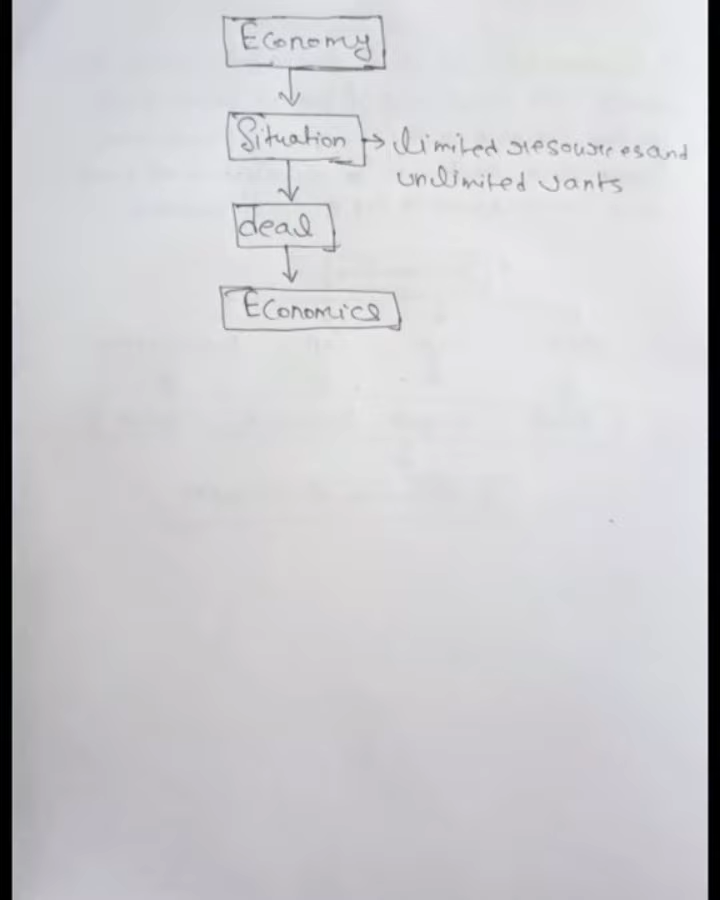 Economy
Situation → limited resources and
unlimited wants
deal
Economics